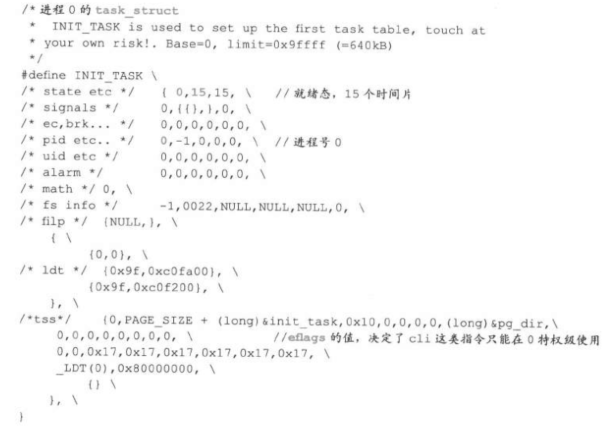 /* 进程 0 的 task_struct
 *  INIT_TASK is used to set up the first task table, touch at
 * your own risk!. Base=0, limit=0x9ffff (=640kB)
 */
#define INIT_TASK \
/* state etc */ { 0,15,15, \ // 就绪态，15 个时间片
/* signals */ 0,{{},},0, \
/* ec,brk... */ 0,0,0,0,0,0, \
/* pid etc.. */ 0,-1,0,0,0, \ // 进程号 0
/* uid etc */ 0,0,0,0,0,0, \
/* alarm */ 0,0,0,0,0,0, \
/* math */ 0, \
/* fs info */ -1,0022,NULL,NULL,NULL,0, \
/* filp */ {NULL,}, \
{ \
{0,0}, \
/* ldt */ {0x9f,0xc0fa00}, \
{0x9f,0xc0f200}, \
}, \
/*tss*/ {0,PAGE_SIZE + (long)&init_task,0x10,0,0,0,0,(long)&pg_dir,\
0,0,0,0,0,0,0,0, \ //eflags 的值，决定了 cli 这类指令只能在 0 特权级使用
0,0,0x17,0x17,0x17,0x17,0x17,0x17, \
_LDT(0),0x80000000, \
{} \
}, \
}